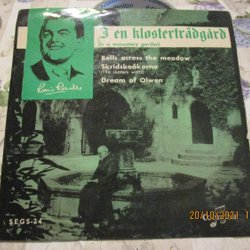 I en klosterträdgård
(In a monastery garden)
Bells across the meadow
Skridskoåkarna
(The skaters waltz)
Dream of Olwen
SEGS-24
20/10/2021